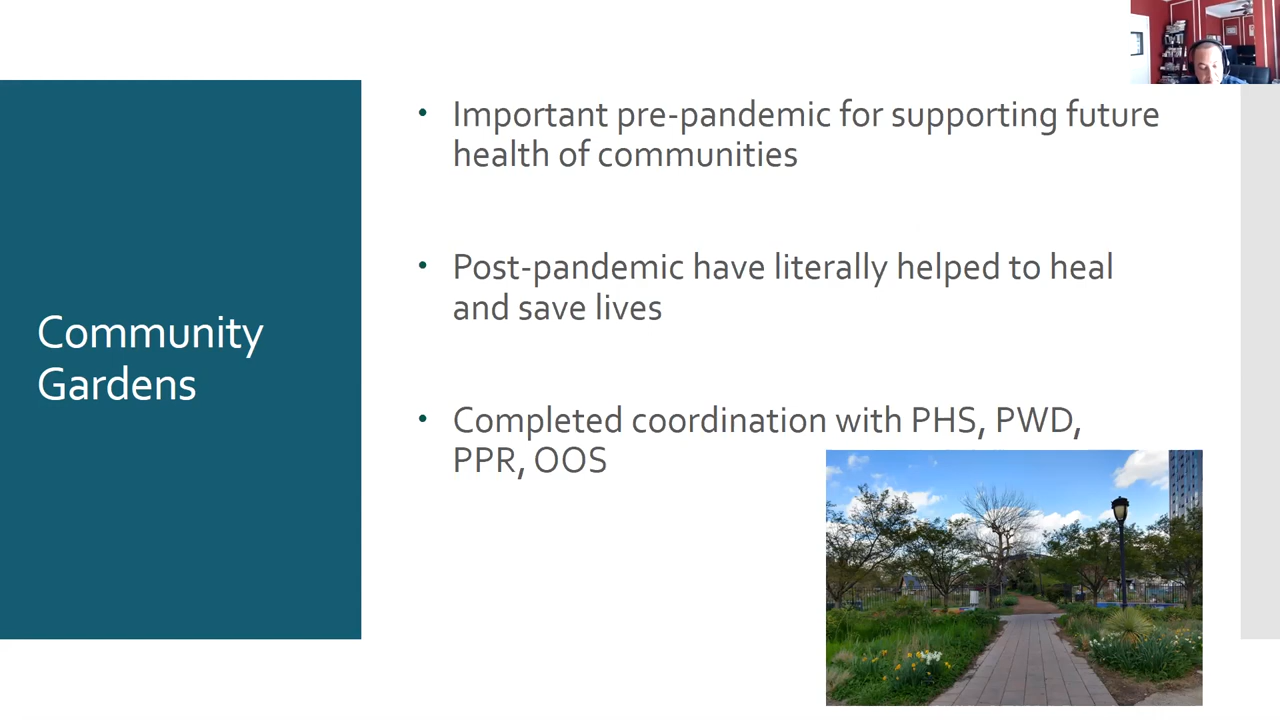 Community
Gardens
• Important pre-pandemic for supporting future
health of communities
• Post-pandemic have literally helped to heal
and save lives
• Completed coordination with PHS, PWD,
PPR, OOS